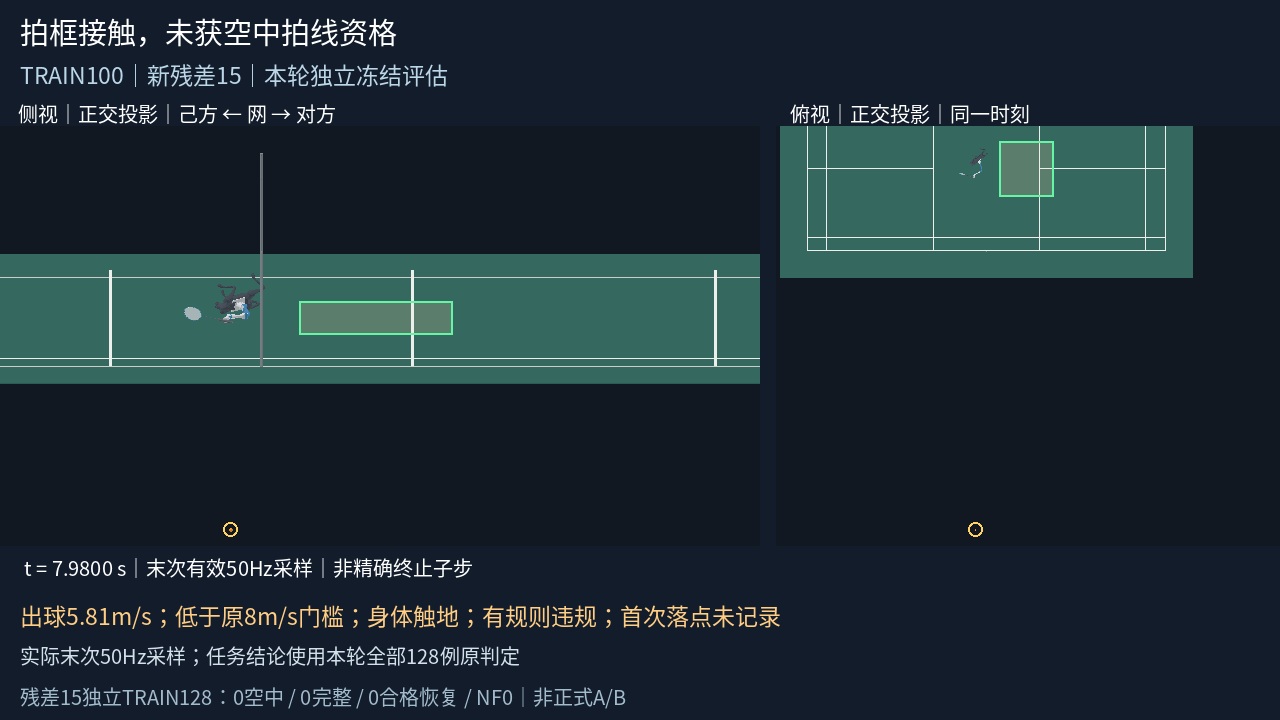 拍框接触，未获空中拍线资格
TRAIN100｜新残差15｜本轮独立冻结评估
侧视｜正交投影｜己方 ← 网 → 对方
俯视｜正交投影｜同一时刻
t = 7.9800 s｜末次有效50Hz采样｜非精确终止子步
出球5.81m/s；低于原8m/s门槛；身体触地；有规则违规；首次落点未记录
实际末次50Hz采样；任务结论使用本轮全部128例原判定
残差15独立TRAIN128：0空中 / 0完整 / 0合格恢复 / NF0｜非正式A/B